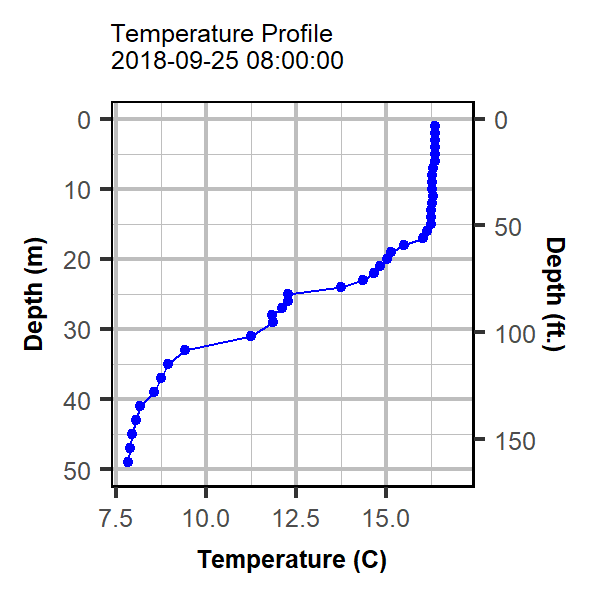 Temperature Profile
2018-09-25 08:00:00
0
10
20
30
40
50
Depth (m)
0
50
100
150
Depth (ft.)
7.5 10.0 12.5 15.0
Temperature (C)